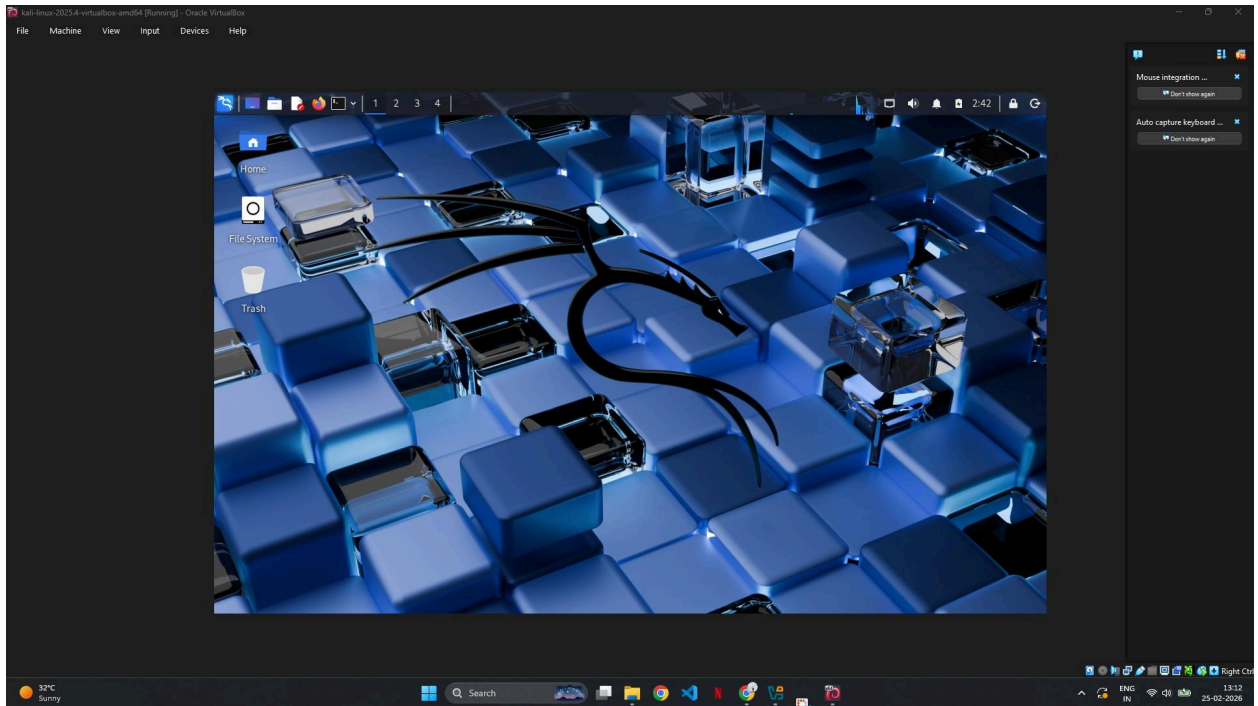 kali-linux-2025.4-virtualbox-amd64 [Running] - Oracle VirtualBox
File Machine View Input Devices Help
Mouse integration ...
Don't show again
Auto capture keyboard ...
Don't show again
1 2 3 4
2:42
Home
File System
Trash
Right Ctrl
32°C
Sunny
Search
ENG
IN
13:12
25-02-2026